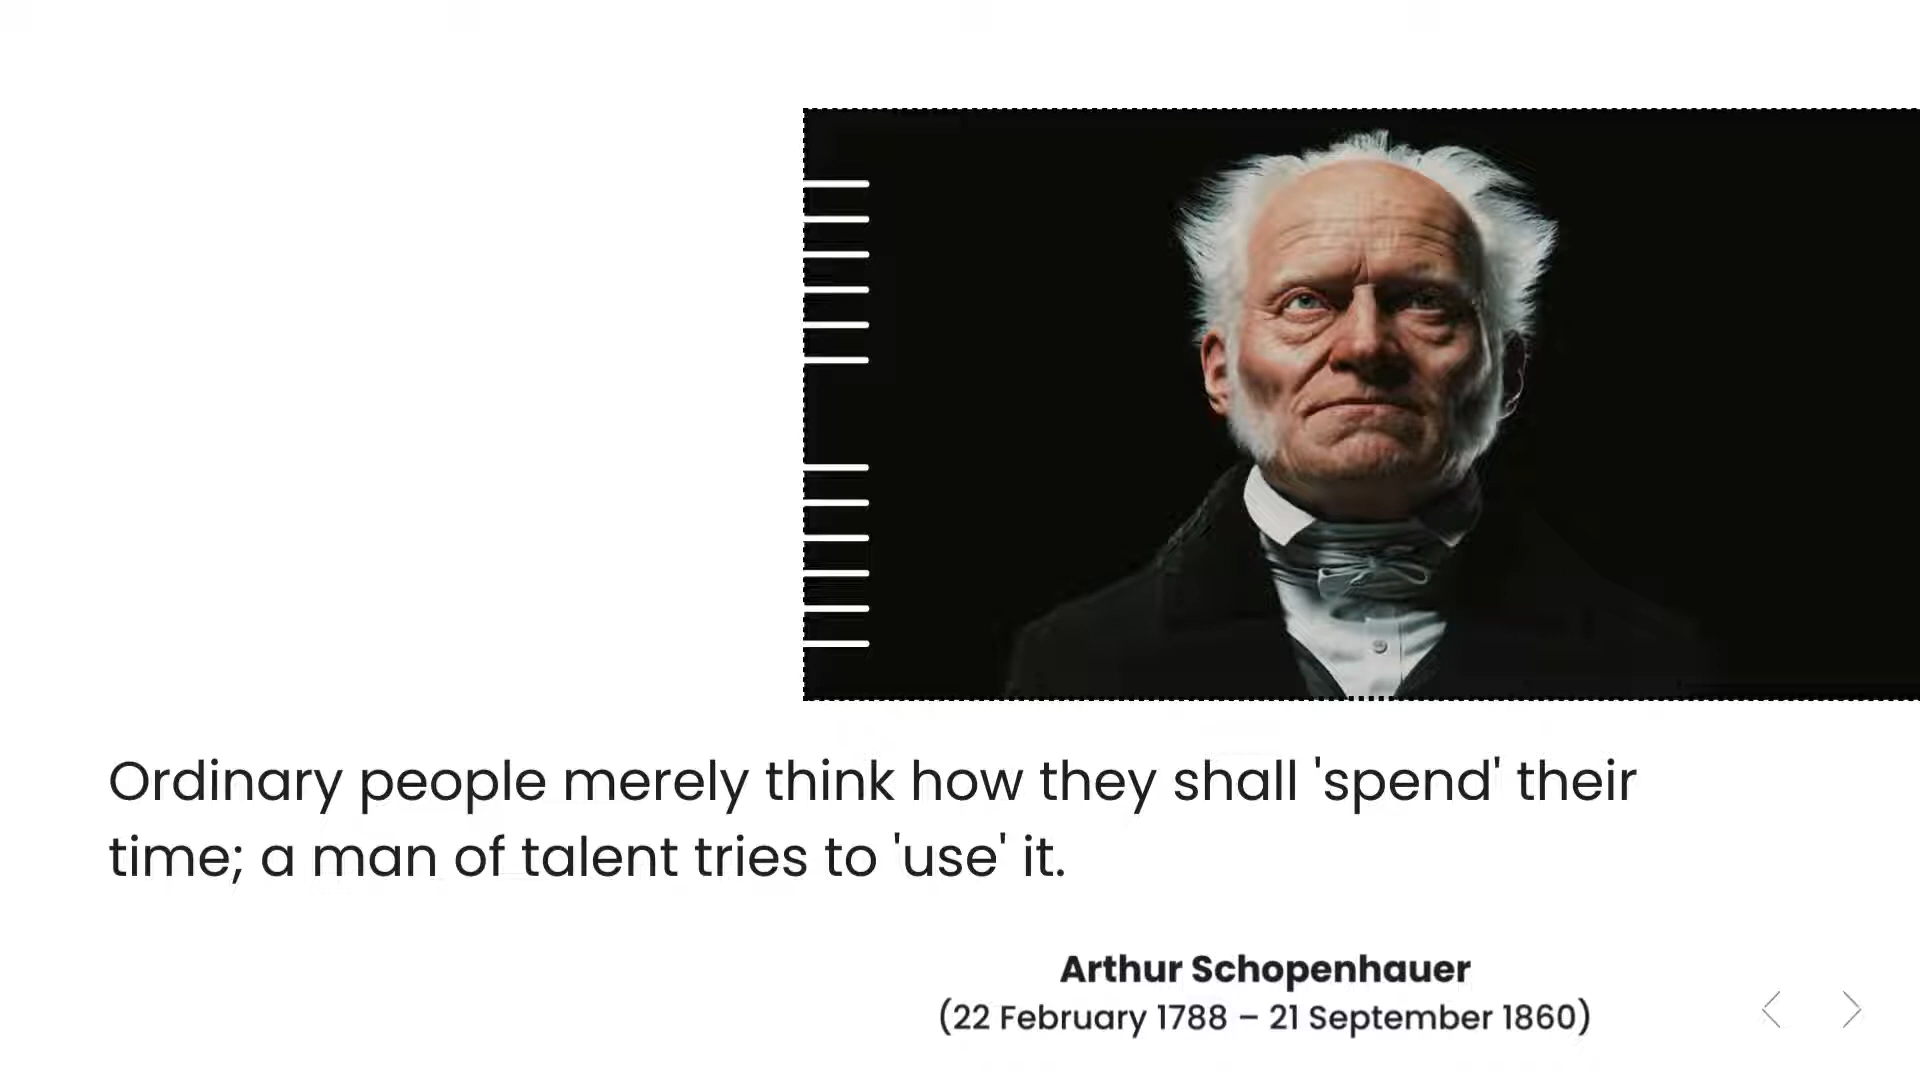 Ordinary people merely think how they shall 'spend' their
time; a man of talent tries to 'use' it.
Arthur Schopenhauer
(22 February 1788 – 21 September 1860)